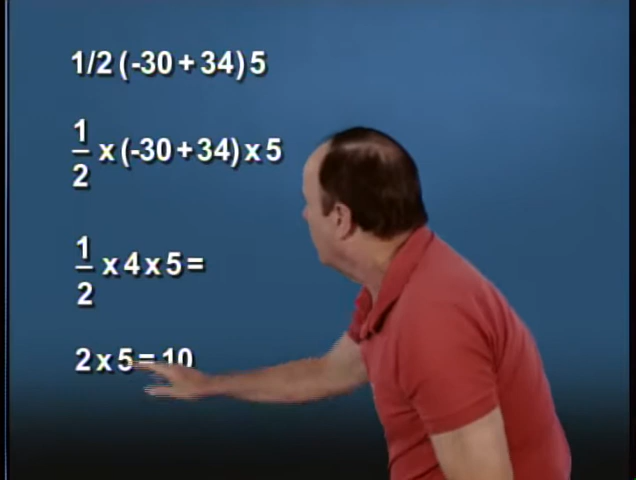 1/2 (-30 + 34) 5
1/2 x (-30 + 34) x 5
1/2 x 4 x 5 =
2 x 5 = 10